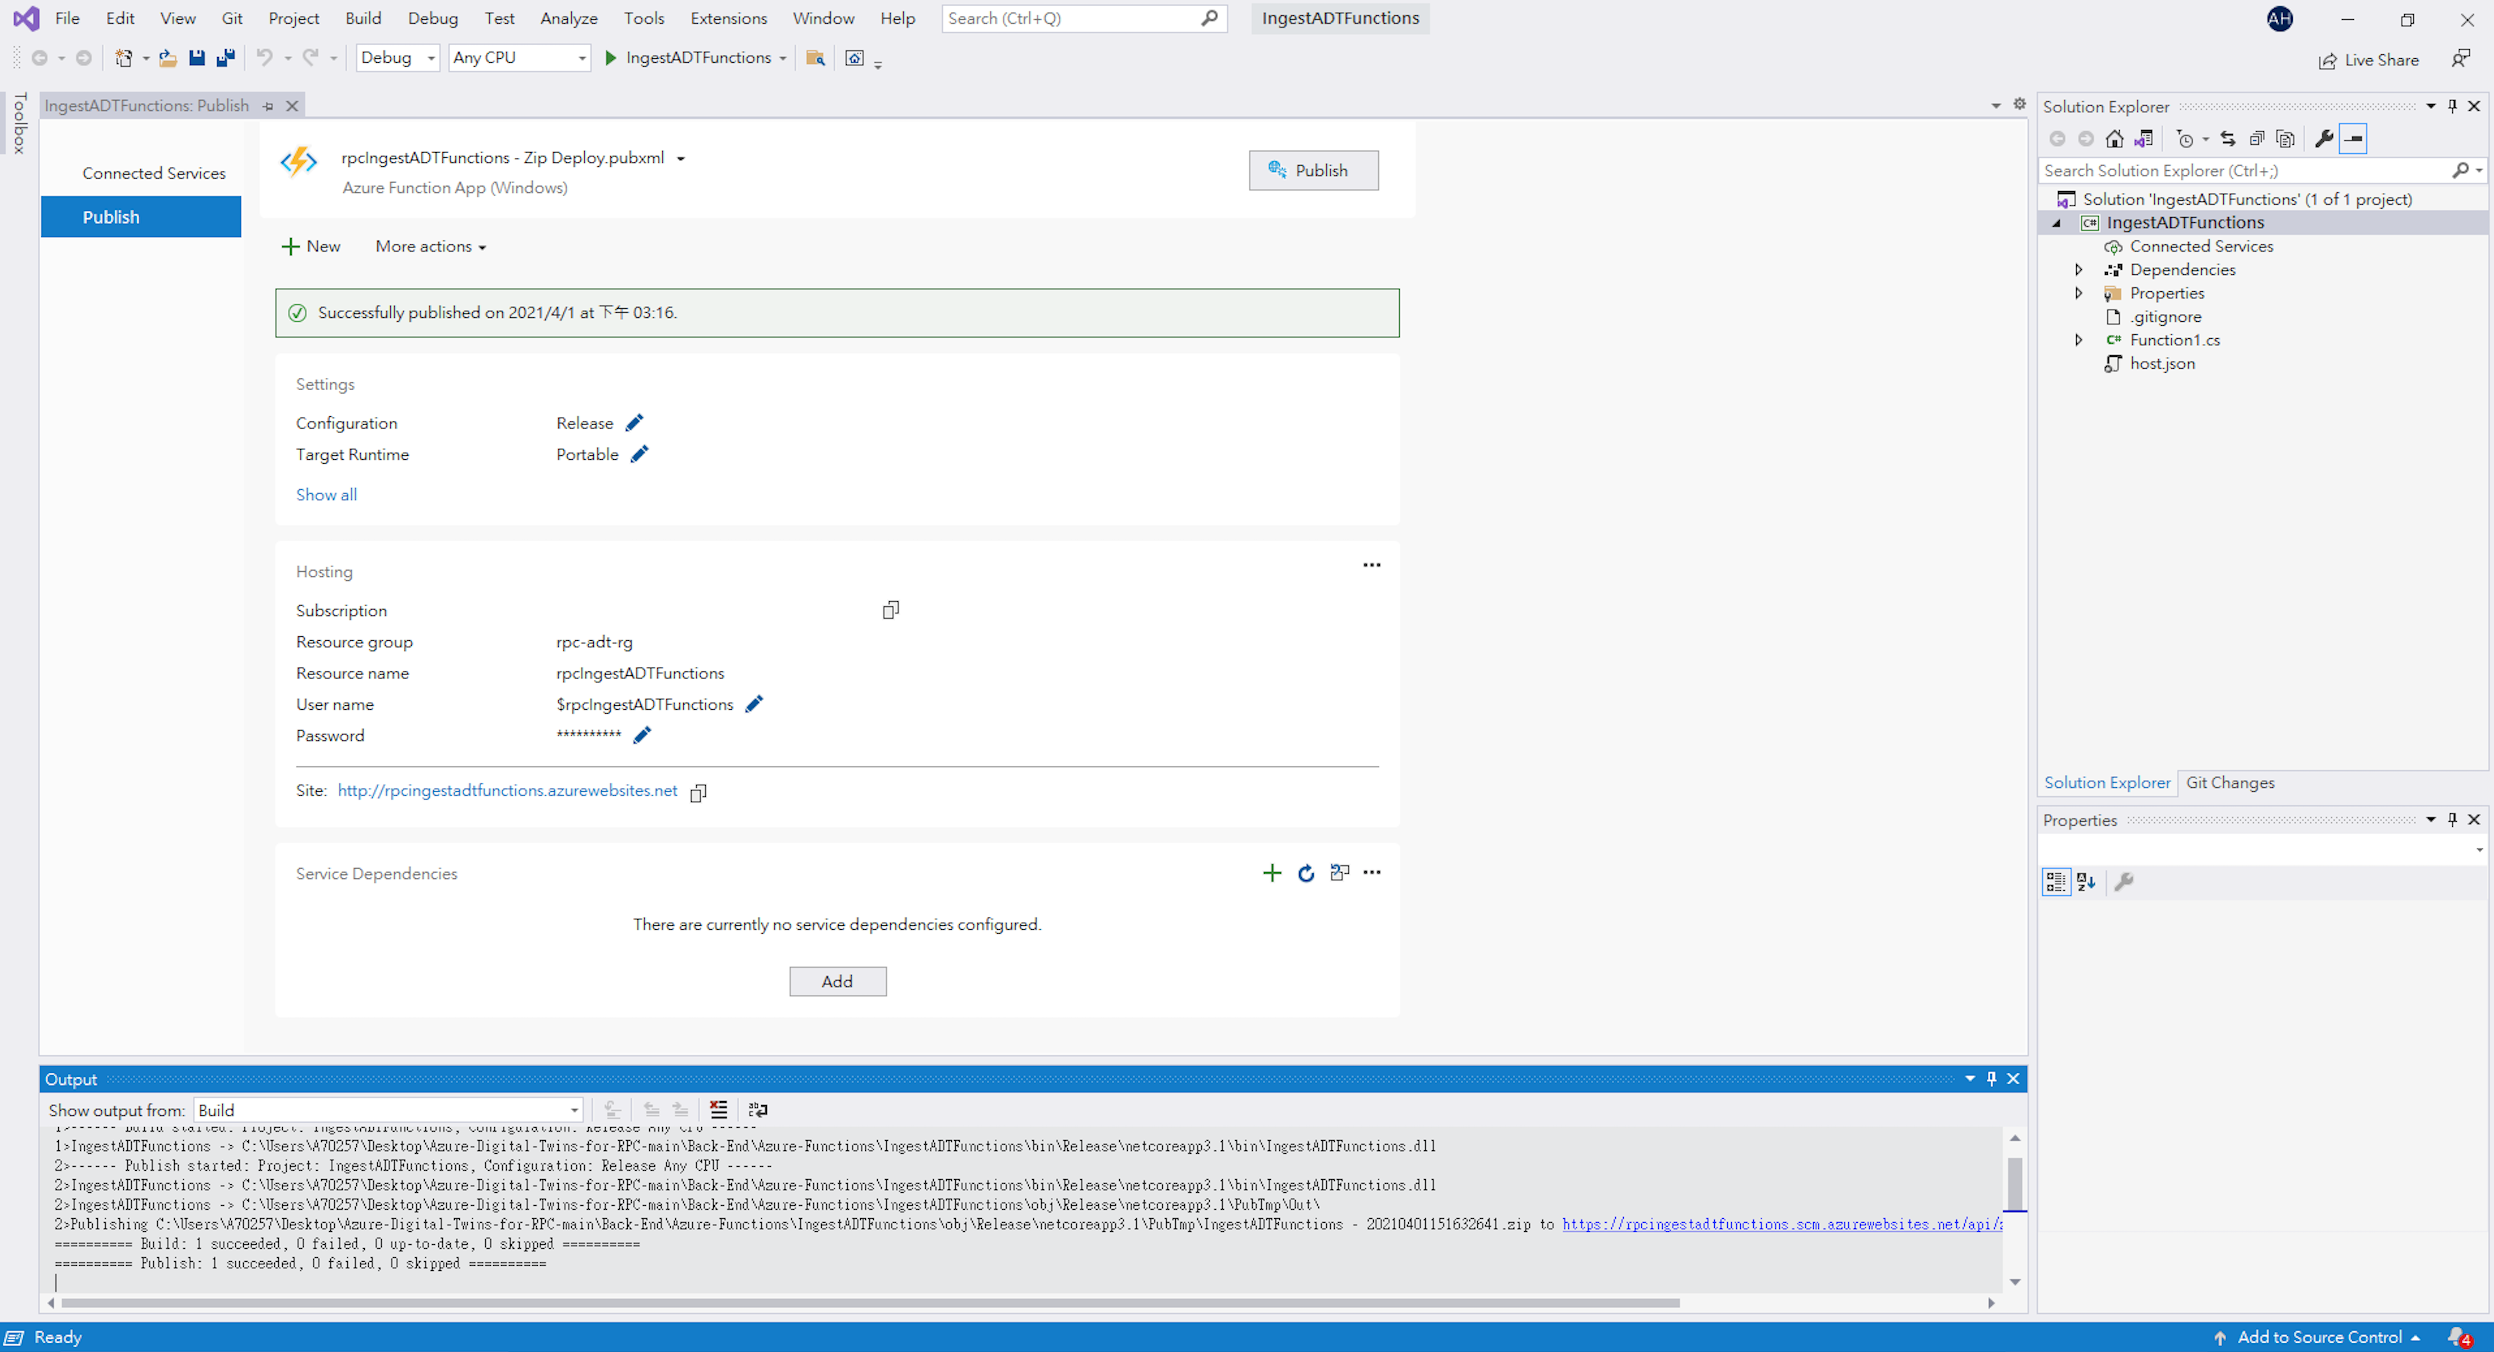 File Edit View Git Project Build Debug Test Analyze Tools Extensions Window Help Search (Ctrl+Q) IngestADTFunctions AH
Debug Any CPU IngestADTFunctions Live Share
Toolbox
IngestADTFunctions: Publish
Connected Services
Publish
rpcIngestADTFunctions - Zip Deploy.pubxml
Azure Function App (Windows)
Publish
New More actions
Successfully published on 2021/4/1 at 下午 03:16.
Settings
Configuration Release
Target Runtime Portable
Show all
Hosting
Subscription
Resource group rpc-adt-rg
Resource name rpcIngestADTFunctions
User name $rpcIngestADTFunctions
Password **********
Site: http://rpcingestadtfunctions.azurewebsites.net
Service Dependencies
There are currently no service dependencies configured.
Add
Solution Explorer
Search Solution Explorer (Ctrl+;)
Solution 'IngestADTFunctions' (1 of 1 project)
IngestADTFunctions
Connected Services
Dependencies
Properties
.gitignore
Function1.cs
host.json
Solution Explorer Git Changes
Properties
Output
Show output from: Build
1>------ Build started: Project: IngestADTFunctions, Configuration: Release Any CPU ------
1>IngestADTFunctions -> C:\Users\A70257\Desktop\Azure-Digital-Twins-for-RPC-main\Back-End\Azure-Functions\IngestADTFunctions\bin\Release\netcoreapp3.1\bin\IngestADTFunctions.dll
2>------ Publish started: Project: IngestADTFunctions, Configuration: Release Any CPU ------
2>IngestADTFunctions -> C:\Users\A70257\Desktop\Azure-Digital-Twins-for-RPC-main\Back-End\Azure-Functions\IngestADTFunctions\bin\Release\netcoreapp3.1\bin\IngestADTFunctions.dll
2>IngestADTFunctions -> C:\Users\A70257\Desktop\Azure-Digital-Twins-for-RPC-main\Back-End\Azure-Functions\IngestADTFunctions\obj\Release\netcoreapp3.1\PubTmp\Out\
2>Publishing C:\Users\A70257\Desktop\Azure-Digital-Twins-for-RPC-main\Back-End\Azure-Functions\IngestADTFunctions\obj\Release\netcoreapp3.1\PubTmp\IngestADTFunctions - 20210401151632641.zip to https://rpcingestadtfunctions.scm.azurewebsites.net/api/
========== Build: 1 succeeded, 0 failed, 0 up-to-date, 0 skipped ==========
========== Publish: 1 succeeded, 0 failed, 0 skipped ==========
Ready Add to Source Control 4